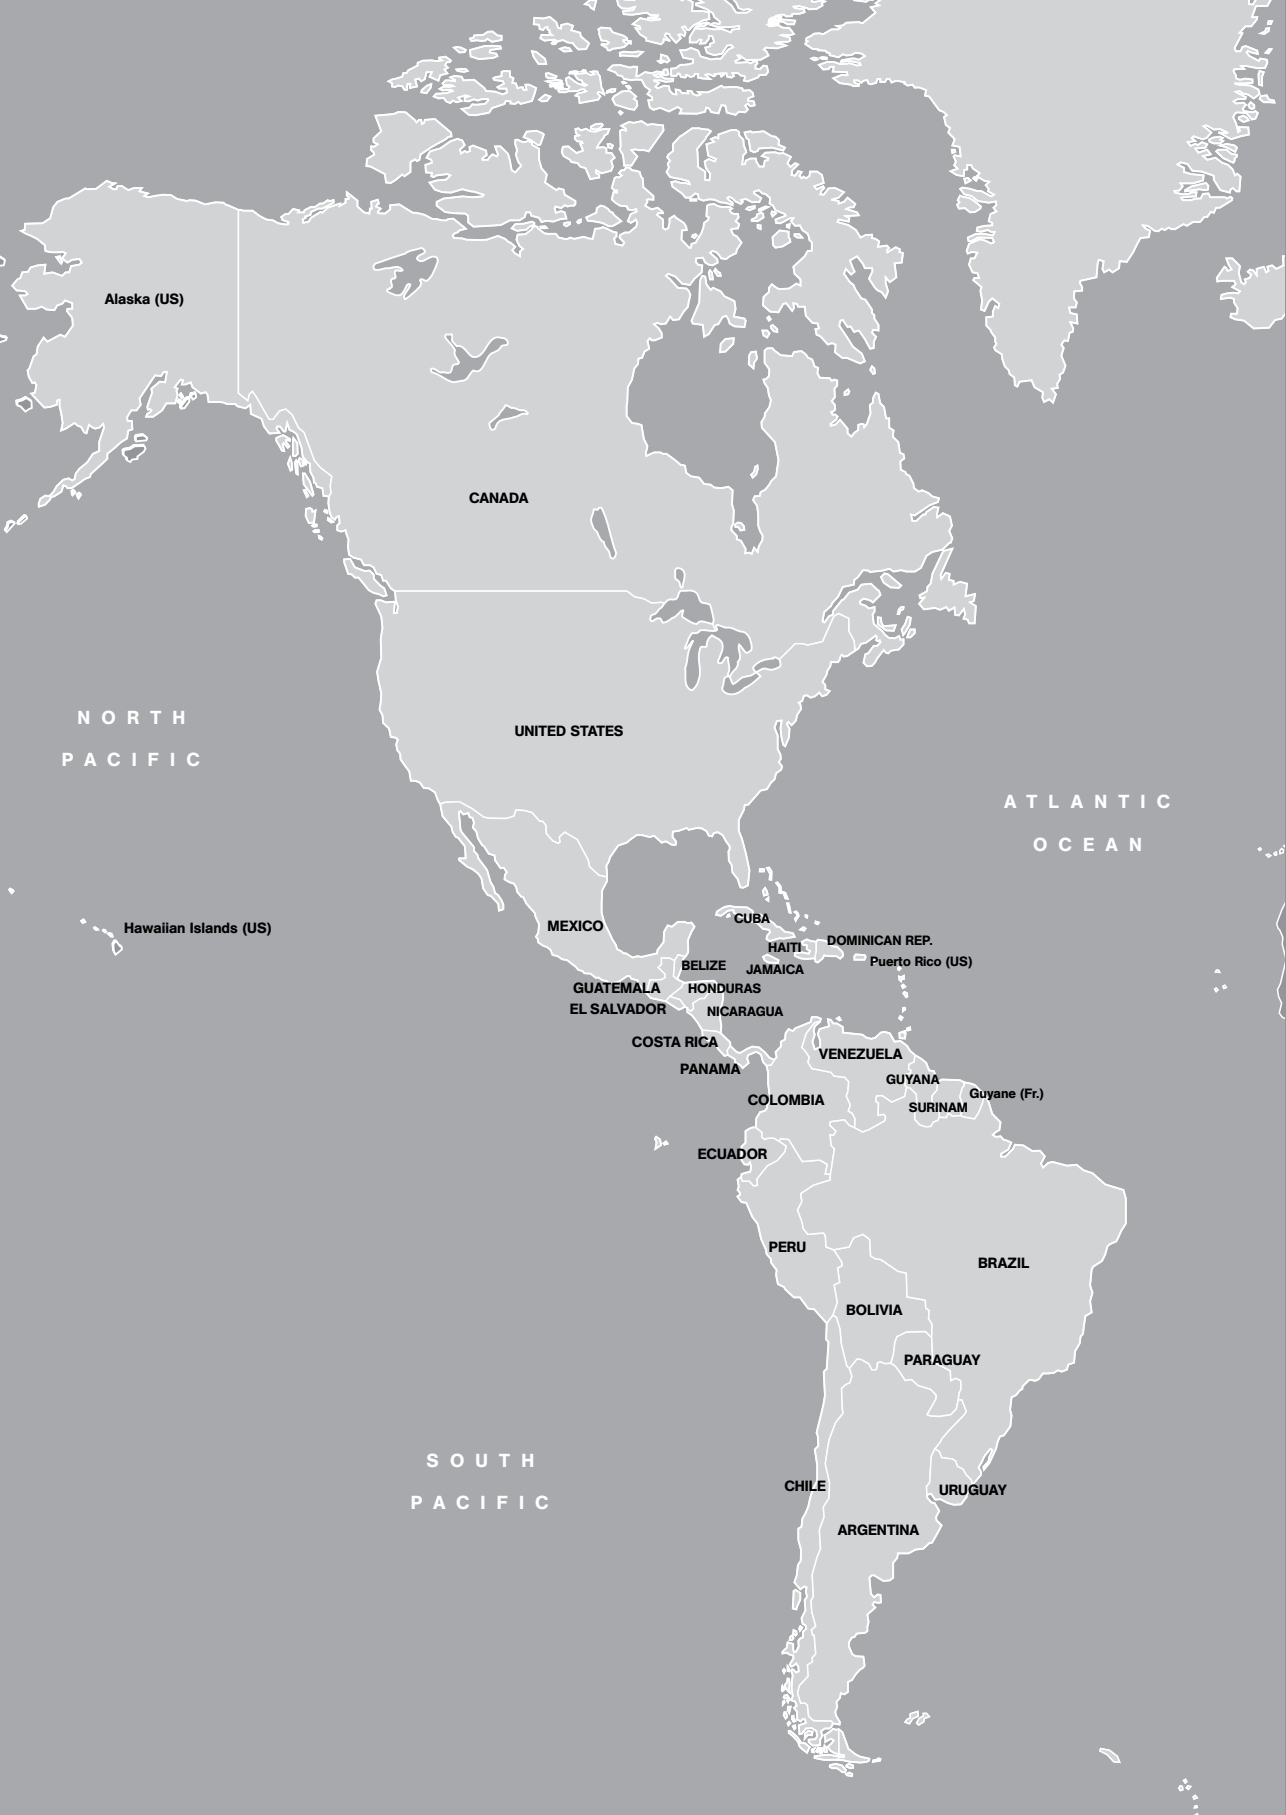 Alaska (US)
CANADA
NORTH
PACIFIC
UNITED STATES
ATLANTIC
OCEAN
Hawaiian Islands (US)
MEXICO
CUBA
HAITI
DOMINICAN REP.
JAMAICA
Puerto Rico (US)
BELIZE
GUATEMALA
HONDURAS
EL SALVADOR
NICARAGUA
COSTA RICA
PANAMA
VENEZUELA
GUYANA
Guyane (Fr.)
SURINAM
COLOMBIA
ECUADOR
PERU
BRAZIL
BOLIVIA
PARAGUAY
SOUTH
PACIFIC
CHILE
URUGUAY
ARGENTINA